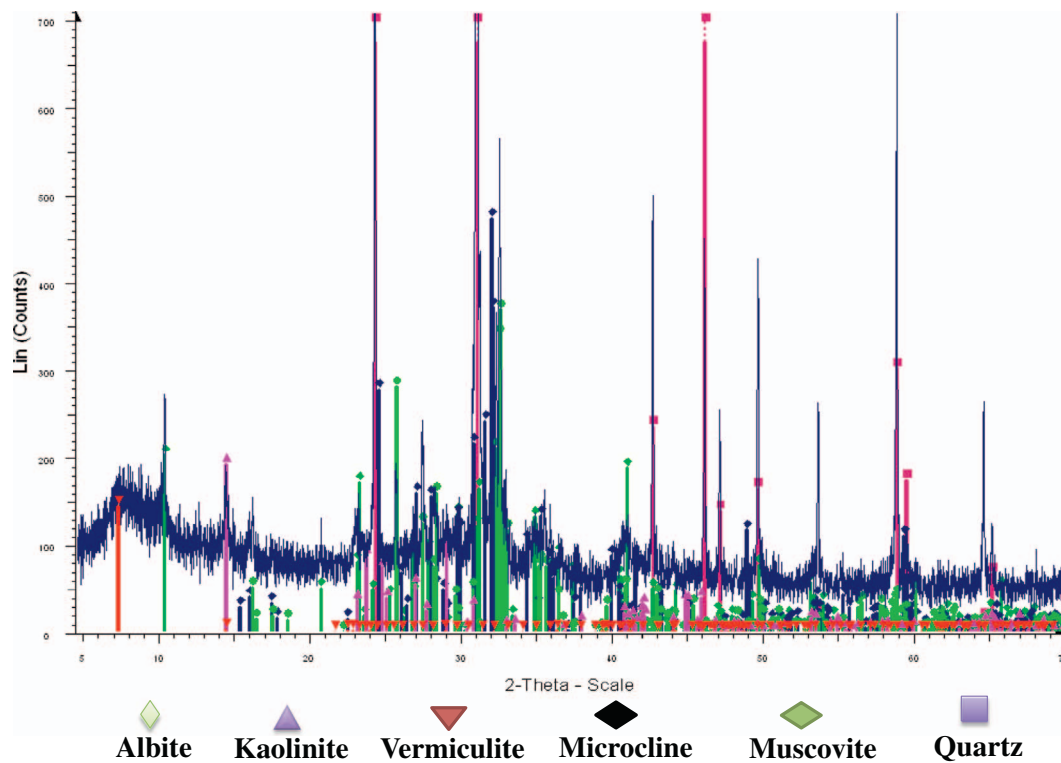 700
600
500
400
300
200
100
0
Lin (Counts)
5 10 20 30 40 50 60 70
2-Theta - Scale
Albite Kaolinite Vermiculite Microcline Muscovite Quartz